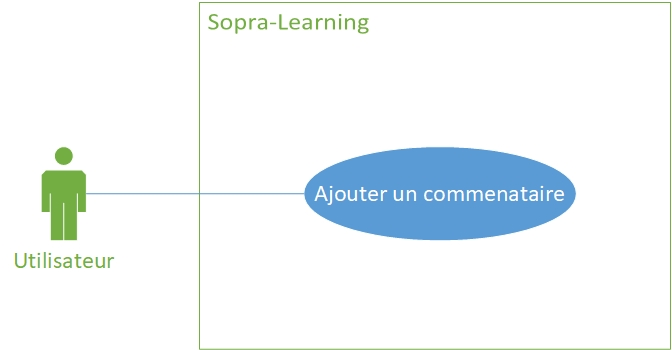 Sopra-Learning
Ajouter un commenataire
Utilisateur